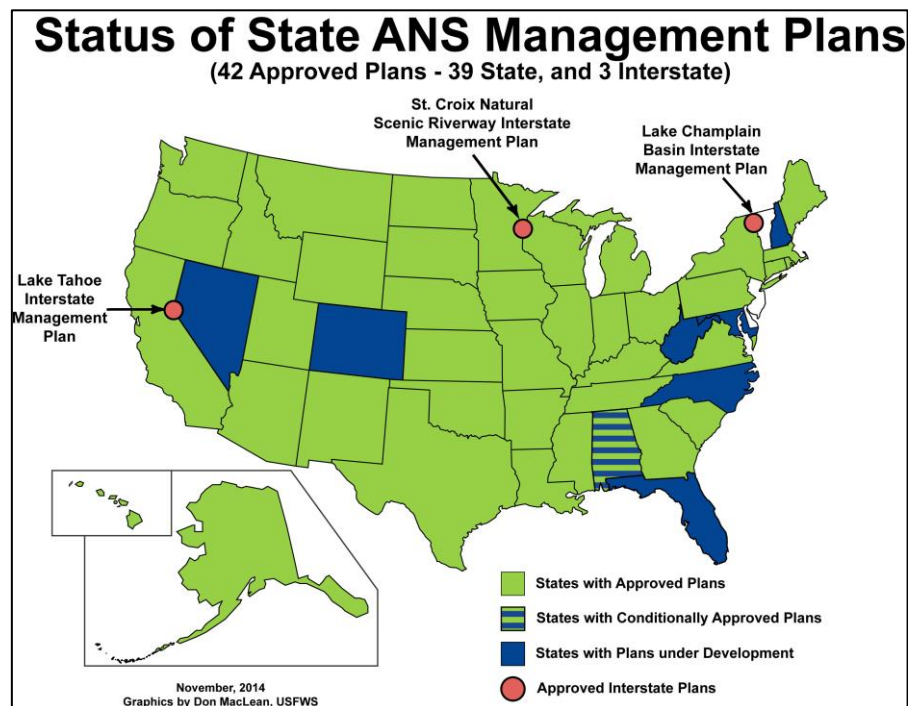 Status of State ANS Management Plans
(42 Approved Plans - 39 State, and 3 Interstate)
St. Croix Natural
Scenic Riverway Interstate
Management Plan
Lake Champlain
Basin Interstate
Management Plan
Lake Tahoe
Interstate
Management
Plan
States with Approved Plans
States with Conditionally Approved Plans
States with Plans under Development
Approved Interstate Plans
November, 2014
Graphics by Don MacLean, USFWS